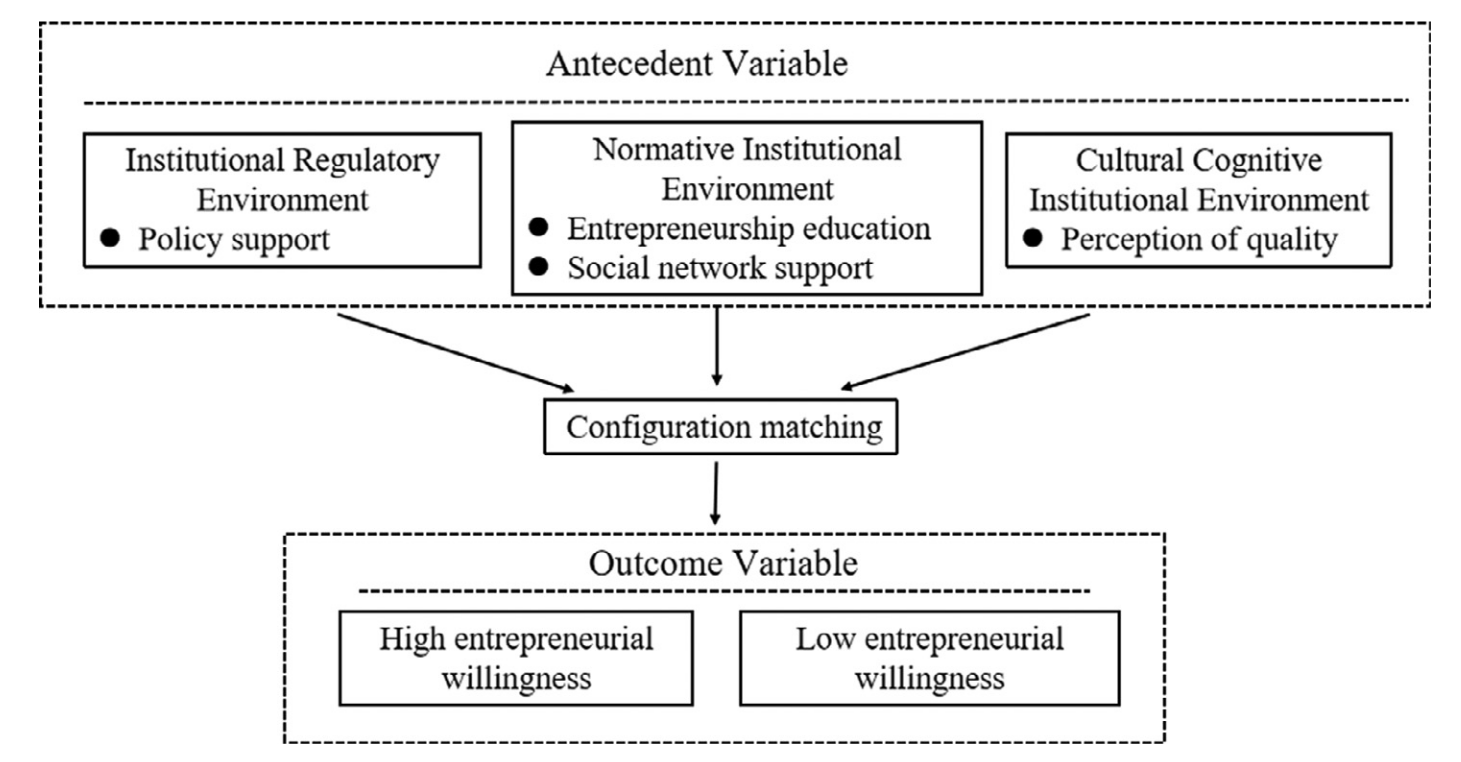 Antecedent Variable
Institutional Regulatory
Environment
● Policy support
Normative Institutional
Environment
● Entrepreneurship education
● Social network support
Cultural Cognitive
Institutional Environment
● Perception of quality
Configuration matching
Outcome Variable
High entrepreneurial
willingness
Low entrepreneurial
willingness